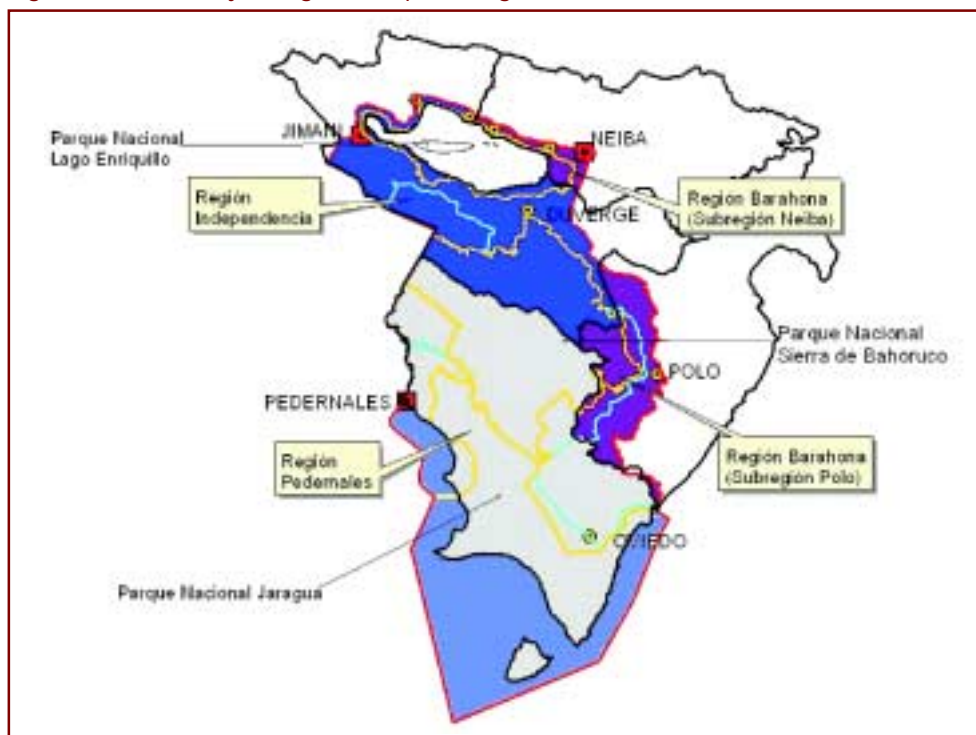 JIMANI
Parque Nacional
Lago Enriquillo
NEIBA
Región
Independencia
Región Barahona
(Subregión Neiba)
DUVERGE
Parque Nacional
Sierra de Bahoruco
POLO
PEDERNALES
Región
Pedernales
Región Barahona
(Subregión Polo)
OVIEDO
Parque Nacional Jaragua